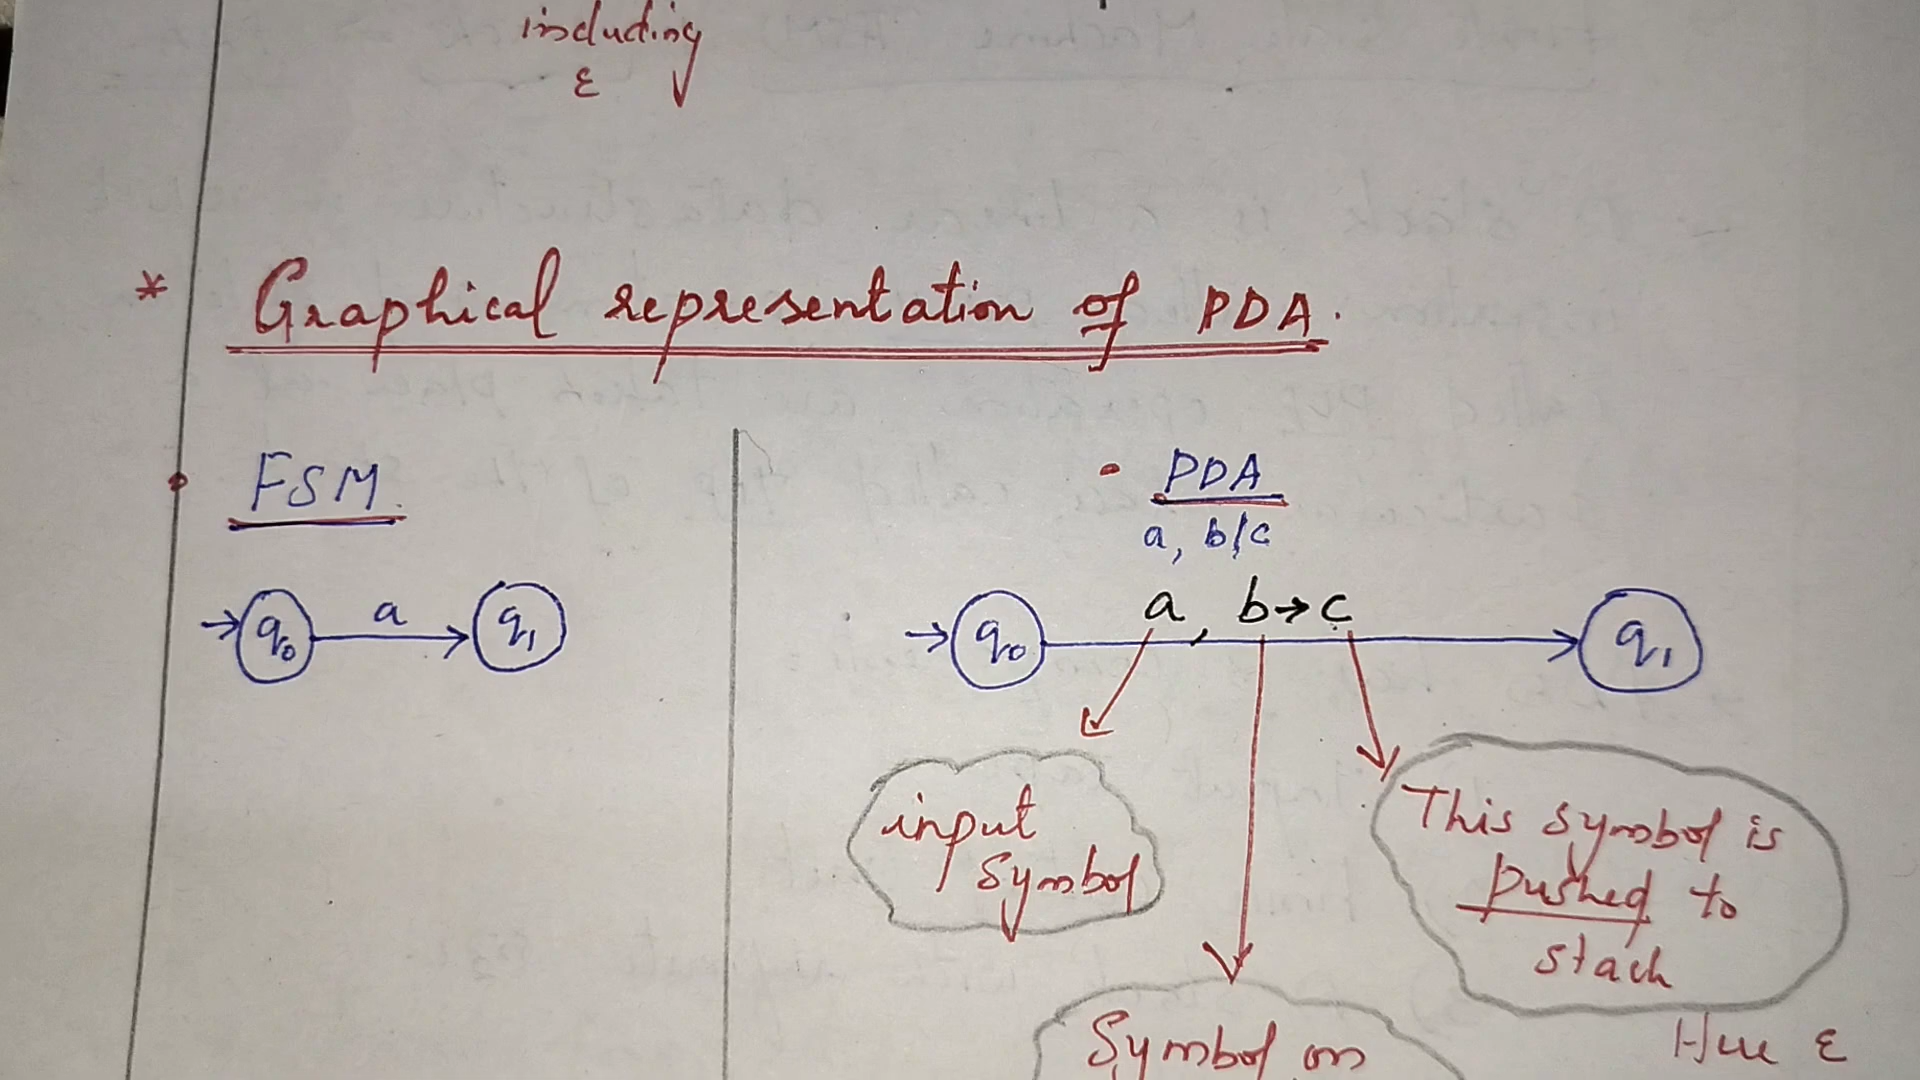 including
ε
* Graphical representation of PDA.
• FSM.
→ q0 a q1
• PDA
a, b/c
→ q0 a, b→c q1
input
symbol
This symbol is
pushed to
stack
Symbol on
Here ε